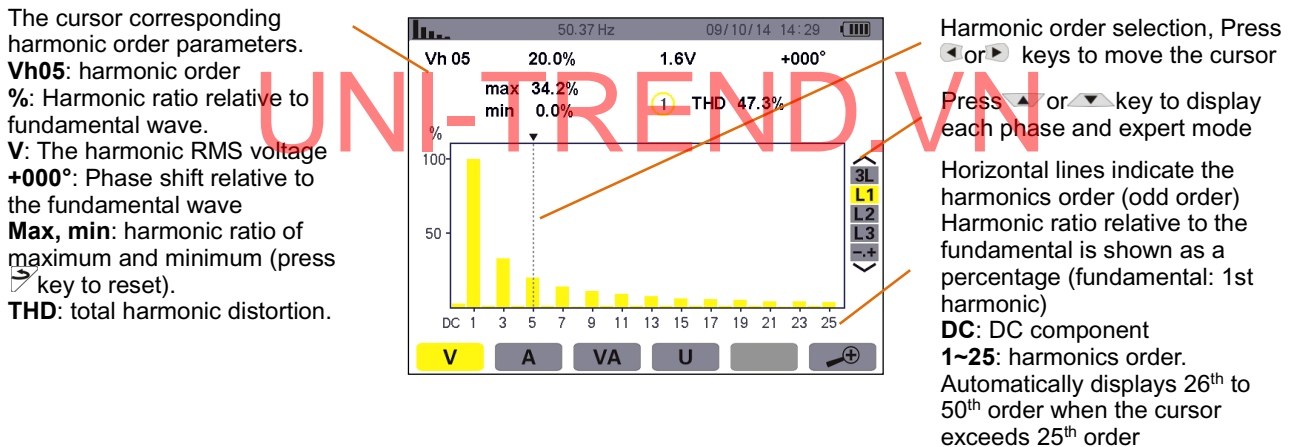 The cursor corresponding
harmonic order parameters.
Vh05: harmonic order
%: Harmonic ratio relative to
fundamental wave.
V: The harmonic RMS voltage
+000°: Phase shift relative to
the fundamental wave
Max, min: harmonic ratio of
maximum and minimum (press
key to reset).
THD: total harmonic distortion.
50.37 Hz 09/10/14 14:29
Vh 05 20.0% 1.6V +000°
max 34.2%
min 0.0%
1 THD 47.3%
%
100
50
DC 1 3 5 7 9 11 13 15 17 19 21 23 25
3L
L1
L2
L3
-.+
V A VA U
UNI-TREND.VN
Harmonic order selection, Press
or keys to move the cursor
Press or key to display
each phase and expert mode
Horizontal lines indicate the
harmonics order (odd order)
Harmonic ratio relative to the
fundamental is shown as a
percentage (fundamental: 1st
harmonic)
DC: DC component
1~25: harmonics order.
Automatically displays 26th to
50th order when the cursor
exceeds 25th order